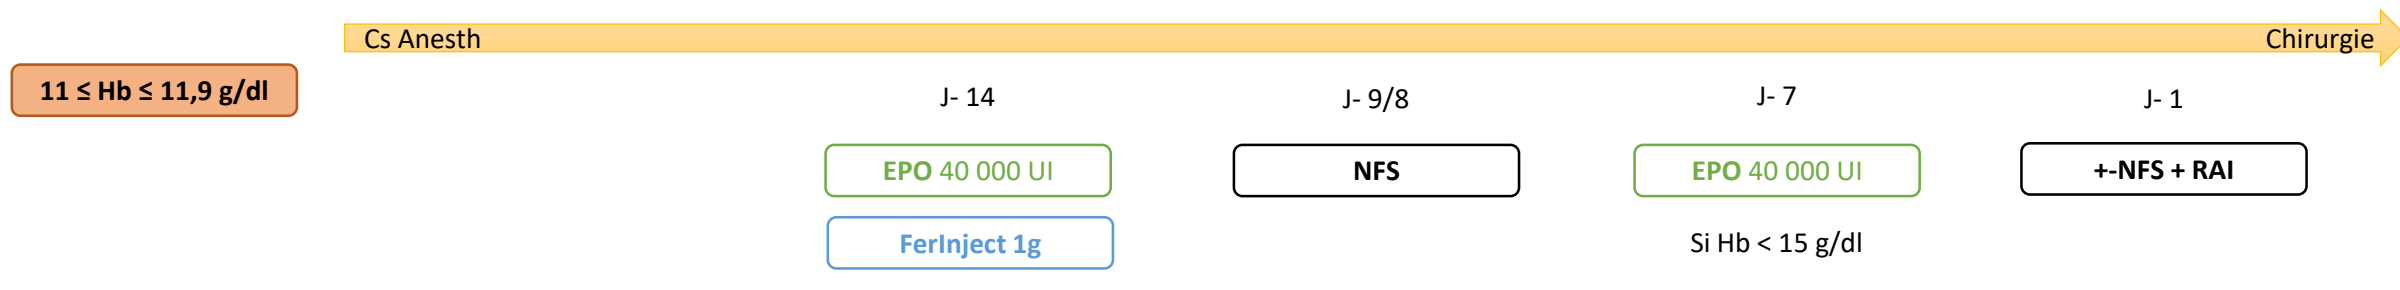 Cs Anesth
Chirurgie
11 ≤ Hb ≤ 11,9 g/dl
J- 14
J- 9/8
J- 7
J- 1
EPO 40 000 UI
NFS
EPO 40 000 UI
+-NFS + RAI
FerInject 1g
Si Hb < 15 g/dl